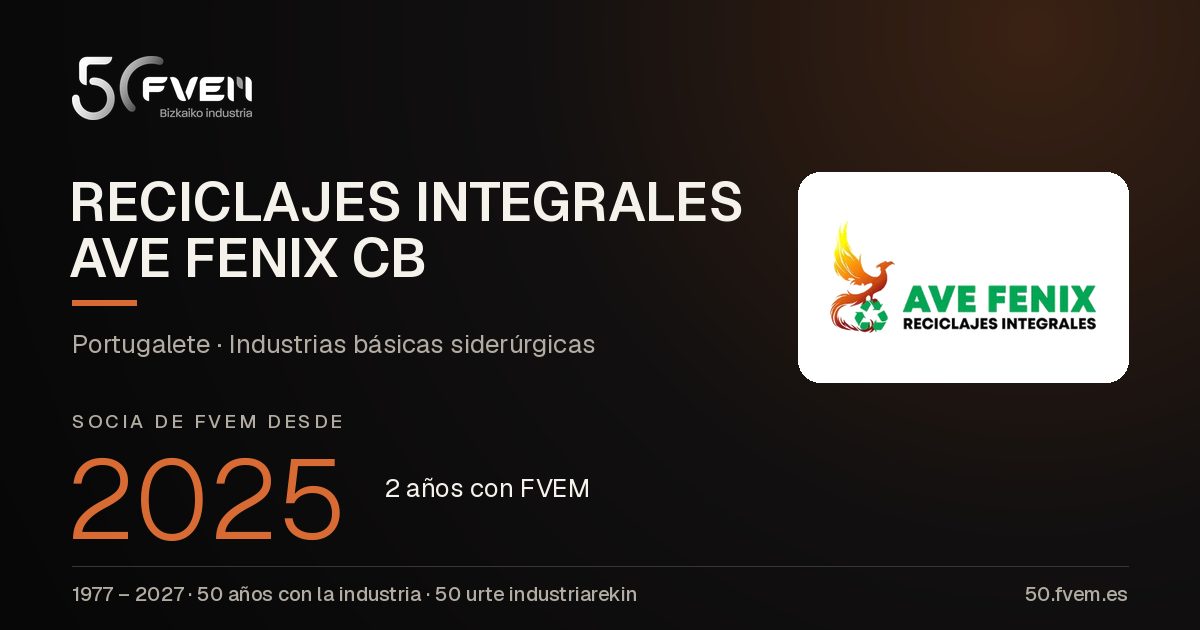 50 FVEM
Bizkaiko industria
RECICLAJES INTEGRALES
AVE FENIX CB
AVE FENIX
RECICLAJES INTEGRALES
Portugalete · Industrias básicas siderúrgicas
SOCIA DE FVEM DESDE
2025
2 años con FVEM
1977 – 2027 · 50 años con la industria · 50 urte industriarekin
50.fvem.es